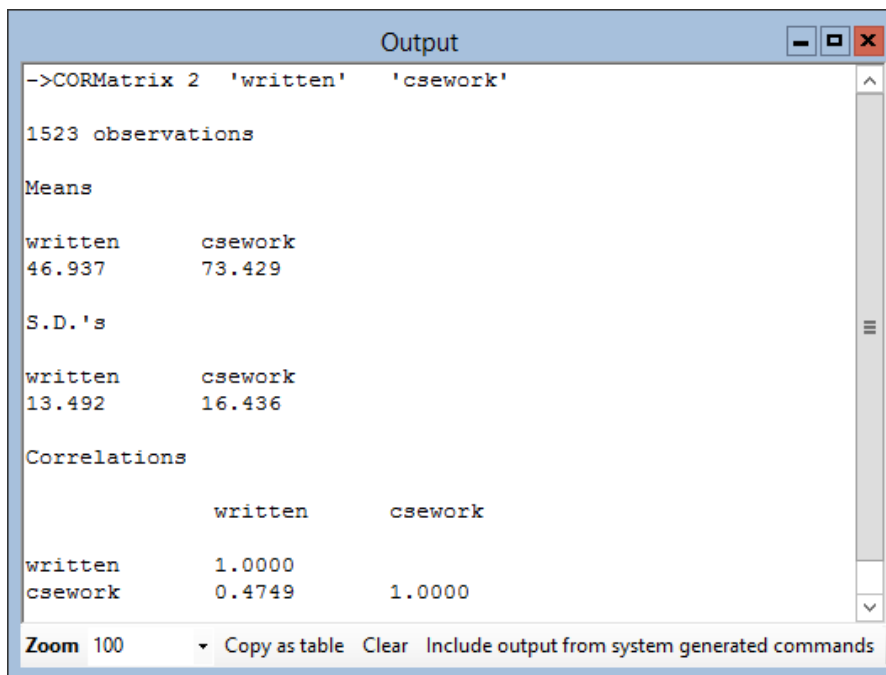 Output
->CORMatrix 2 'written' 'csework'
1523 observations
Means
written csework
46.937 73.429
S.D.'s
written csework
13.492 16.436
Correlations
written csework
written 1.0000
csework 0.4749 1.0000
Zoom 100 Copy as table Clear Include output from system generated commands